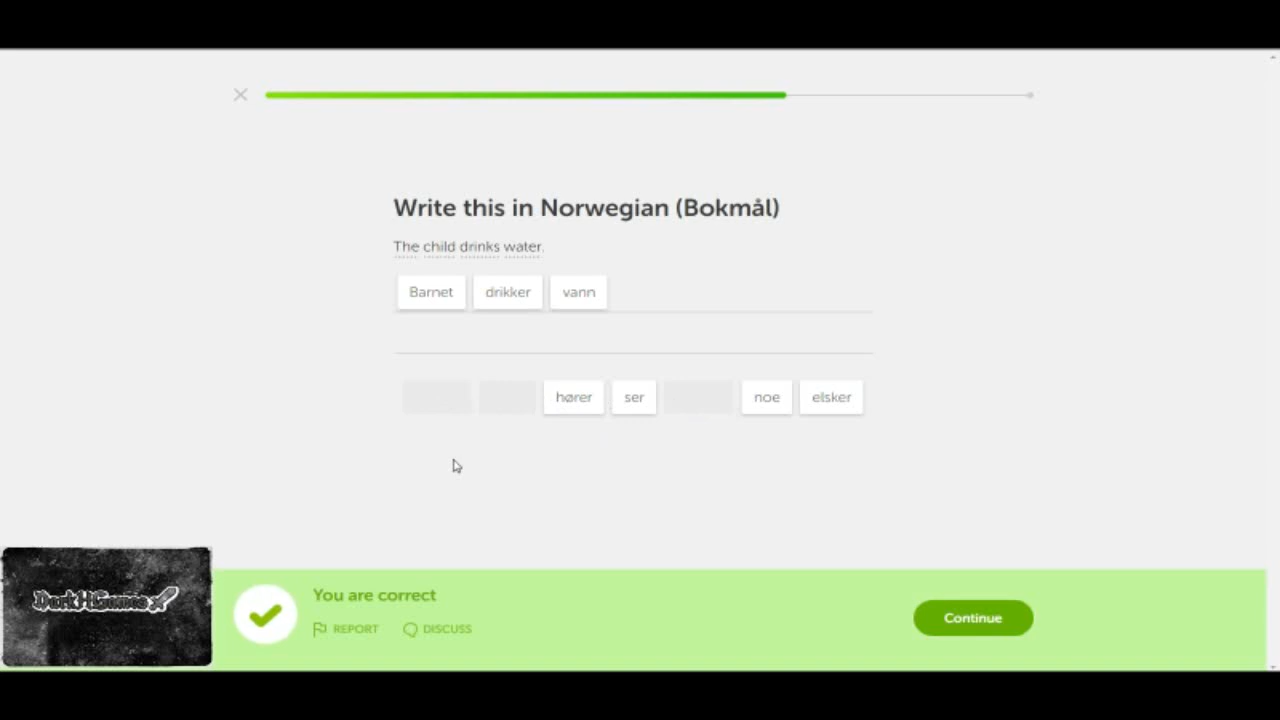 Write this in Norwegian (Bokmål)
The child drinks water.
Barnet drikker vann
hører ser noe elsker
You are correct
REPORT DISCUSS
Continue
DarkHGames